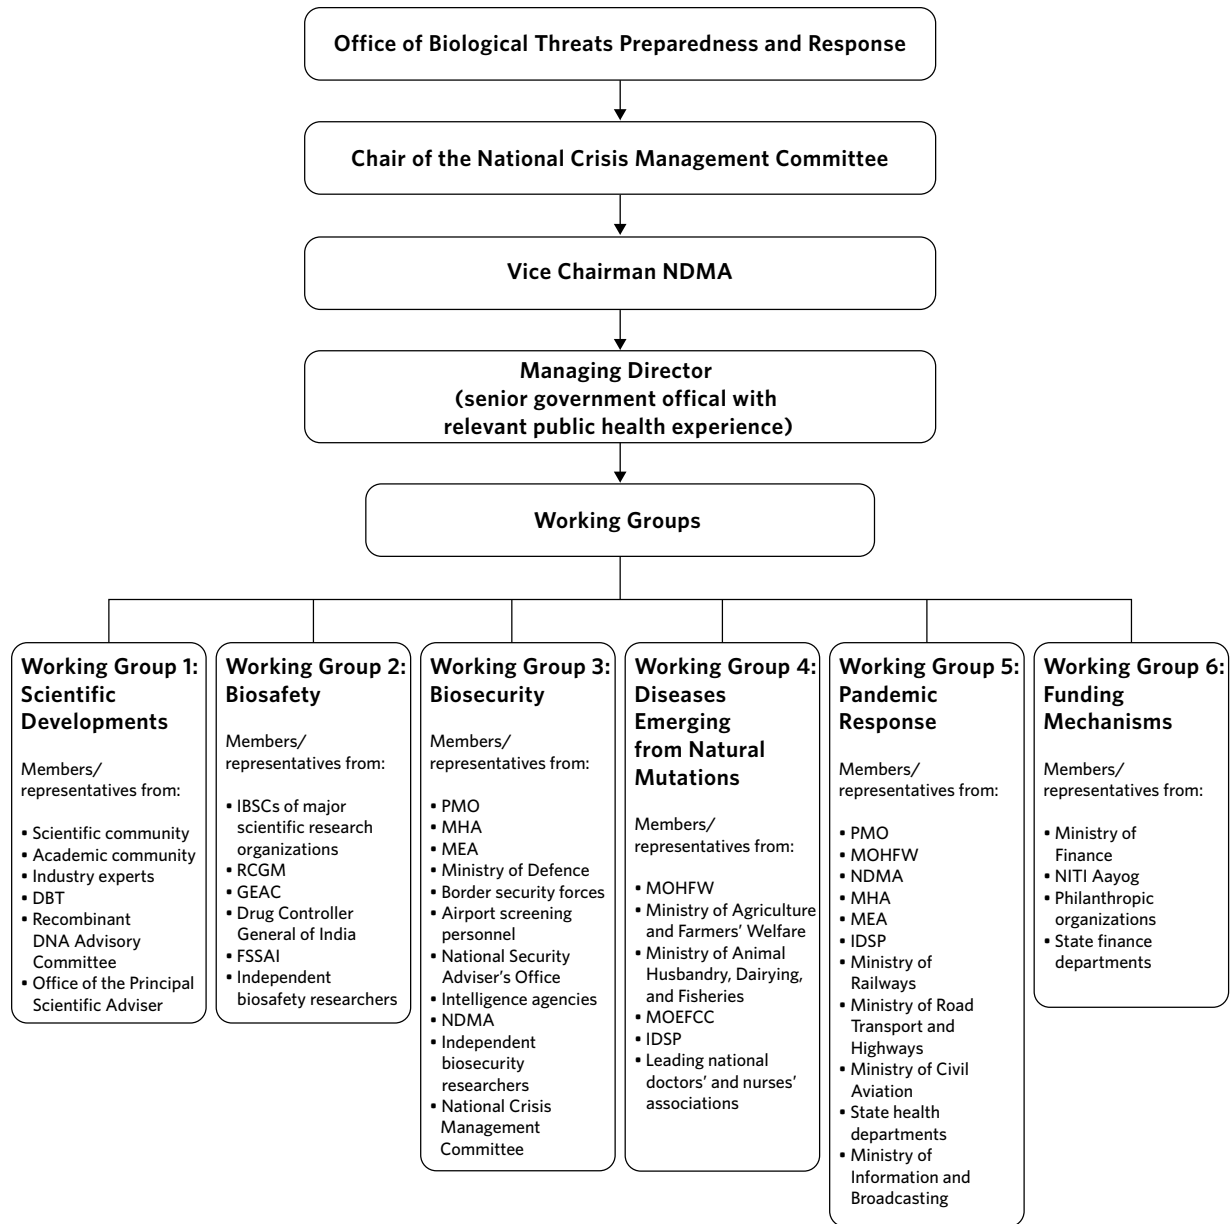 Office of Biological Threats Preparedness and Response
Chair of the National Crisis Management Committee
Vice Chairman NDMA
Managing Director
(senior government offical with
relevant public health experience)
Working Groups
Working Group 1:
Scientific
Developments
Members/
representatives from:
▪ Scientific community
▪ Academic community
▪ Industry experts
▪ DBT
▪ Recombinant
DNA Advisory
Committee
▪ Office of the Principal
Scientific Adviser
Working Group 2:
Biosafety
Members/
representatives from:
▪ IBSCs of major
scientific research
organizations
▪ RCGM
▪ GEAC
▪ Drug Controller
General of India
▪ FSSAI
▪ Independent
biosafety researchers
Working Group 3:
Biosecurity
Members/
representatives from:
▪ PMO
▪ MHA
▪ MEA
▪ Ministry of Defence
▪ Border security forces
▪ Airport screening
personnel
▪ National Security
Adviser's Office
▪ Intelligence agencies
▪ NDMA
▪ Independent
biosecurity
researchers
▪ National Crisis
Management
Committee
Working Group 4:
Diseases
Emerging
from Natural
Mutations
Members/
representatives from:
▪ MOHFW
▪ Ministry of Agriculture
and Farmers' Welfare
▪ Ministry of Animal
Husbandry, Dairying,
and Fisheries
▪ MOEFCC
▪ IDSP
▪ Leading national
doctors' and nurses'
associations
Working Group 5:
Pandemic
Response
Members/
representatives from:
▪ PMO
▪ MOHFW
▪ NDMA
▪ MHA
▪ MEA
▪ IDSP
▪ Ministry of
Railways
▪ Ministry of Road
Transport and
Highways
▪ Ministry of Civil
Aviation
▪ State health
departments
▪ Ministry of
Information and
Broadcasting
Working Group 6:
Funding
Mechanisms
Members/
representatives from:
▪ Ministry of
Finance
▪ NITI Aayog
▪ Philanthropic
organizations
▪ State finance
departments